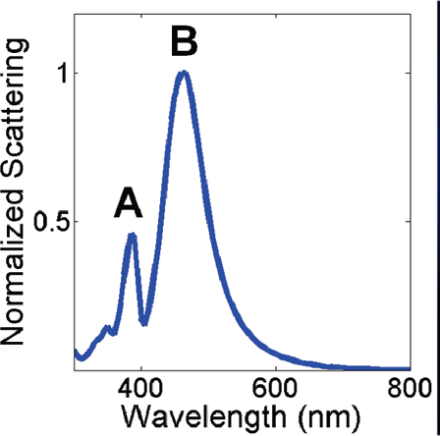 B
A
1
0.5
Normalized Scattering
400
600
800
Wavelength (nm)